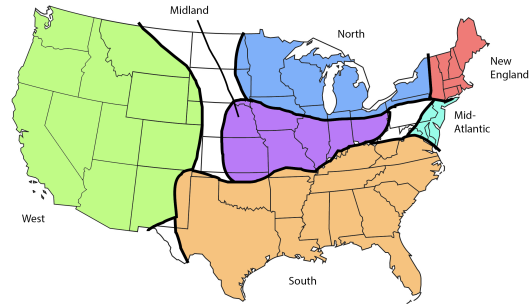 Midland
North
New
England
Mid-
Atlantic
West
South